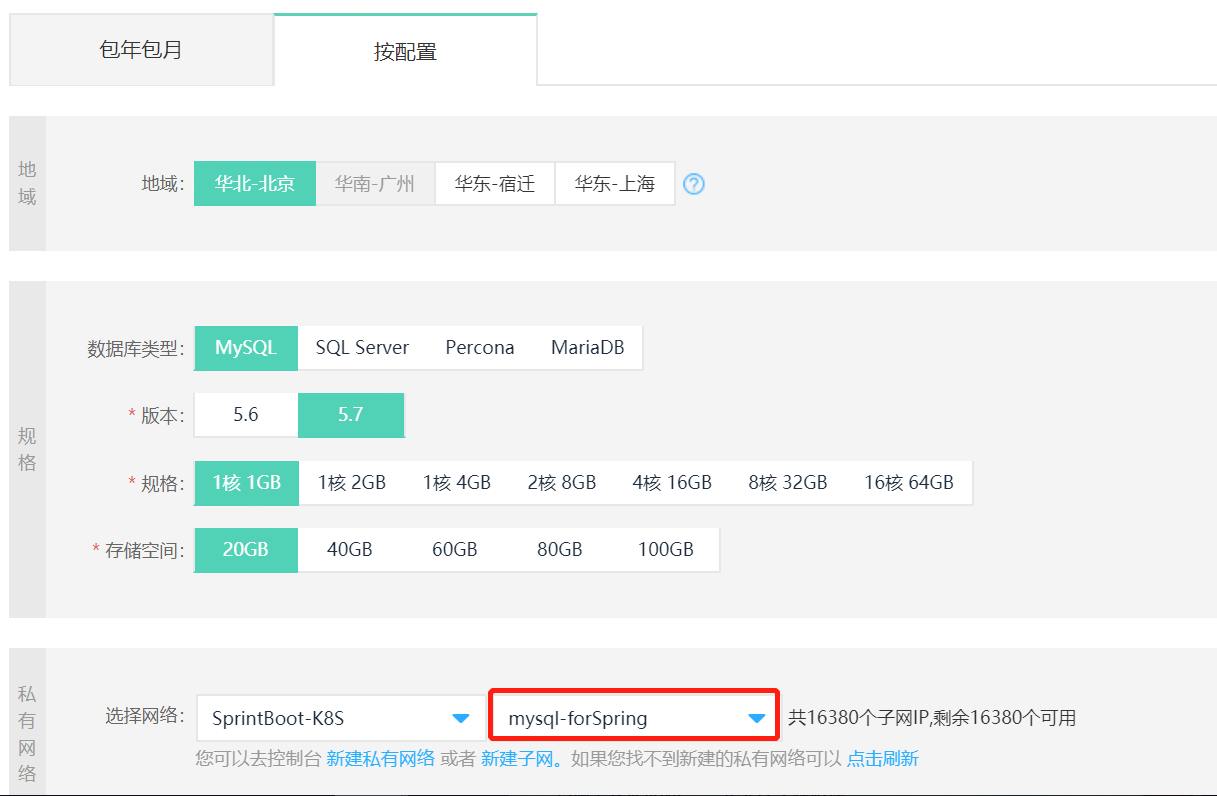 包年包月 按配置
地域
地域： 华北-北京 华南-广州 华东-宿迁 华东-上海 ?
规格
数据库类型： MySQL SQL Server Percona MariaDB
* 版本： 5.6 5.7
* 规格： 1核 1GB 1核 2GB 1核 4GB 2核 8GB 4核 16GB 8核 32GB 16核 64GB
* 存储空间： 20GB 40GB 60GB 80GB 100GB
私有网络
选择网络： SprintBoot-K8S mysql-forSpring 共16380个子网IP,剩余16380个可用
您可以去控制台 新建私有网络 或者 新建子网。如果您找不到新建的私有网络可以 点击刷新